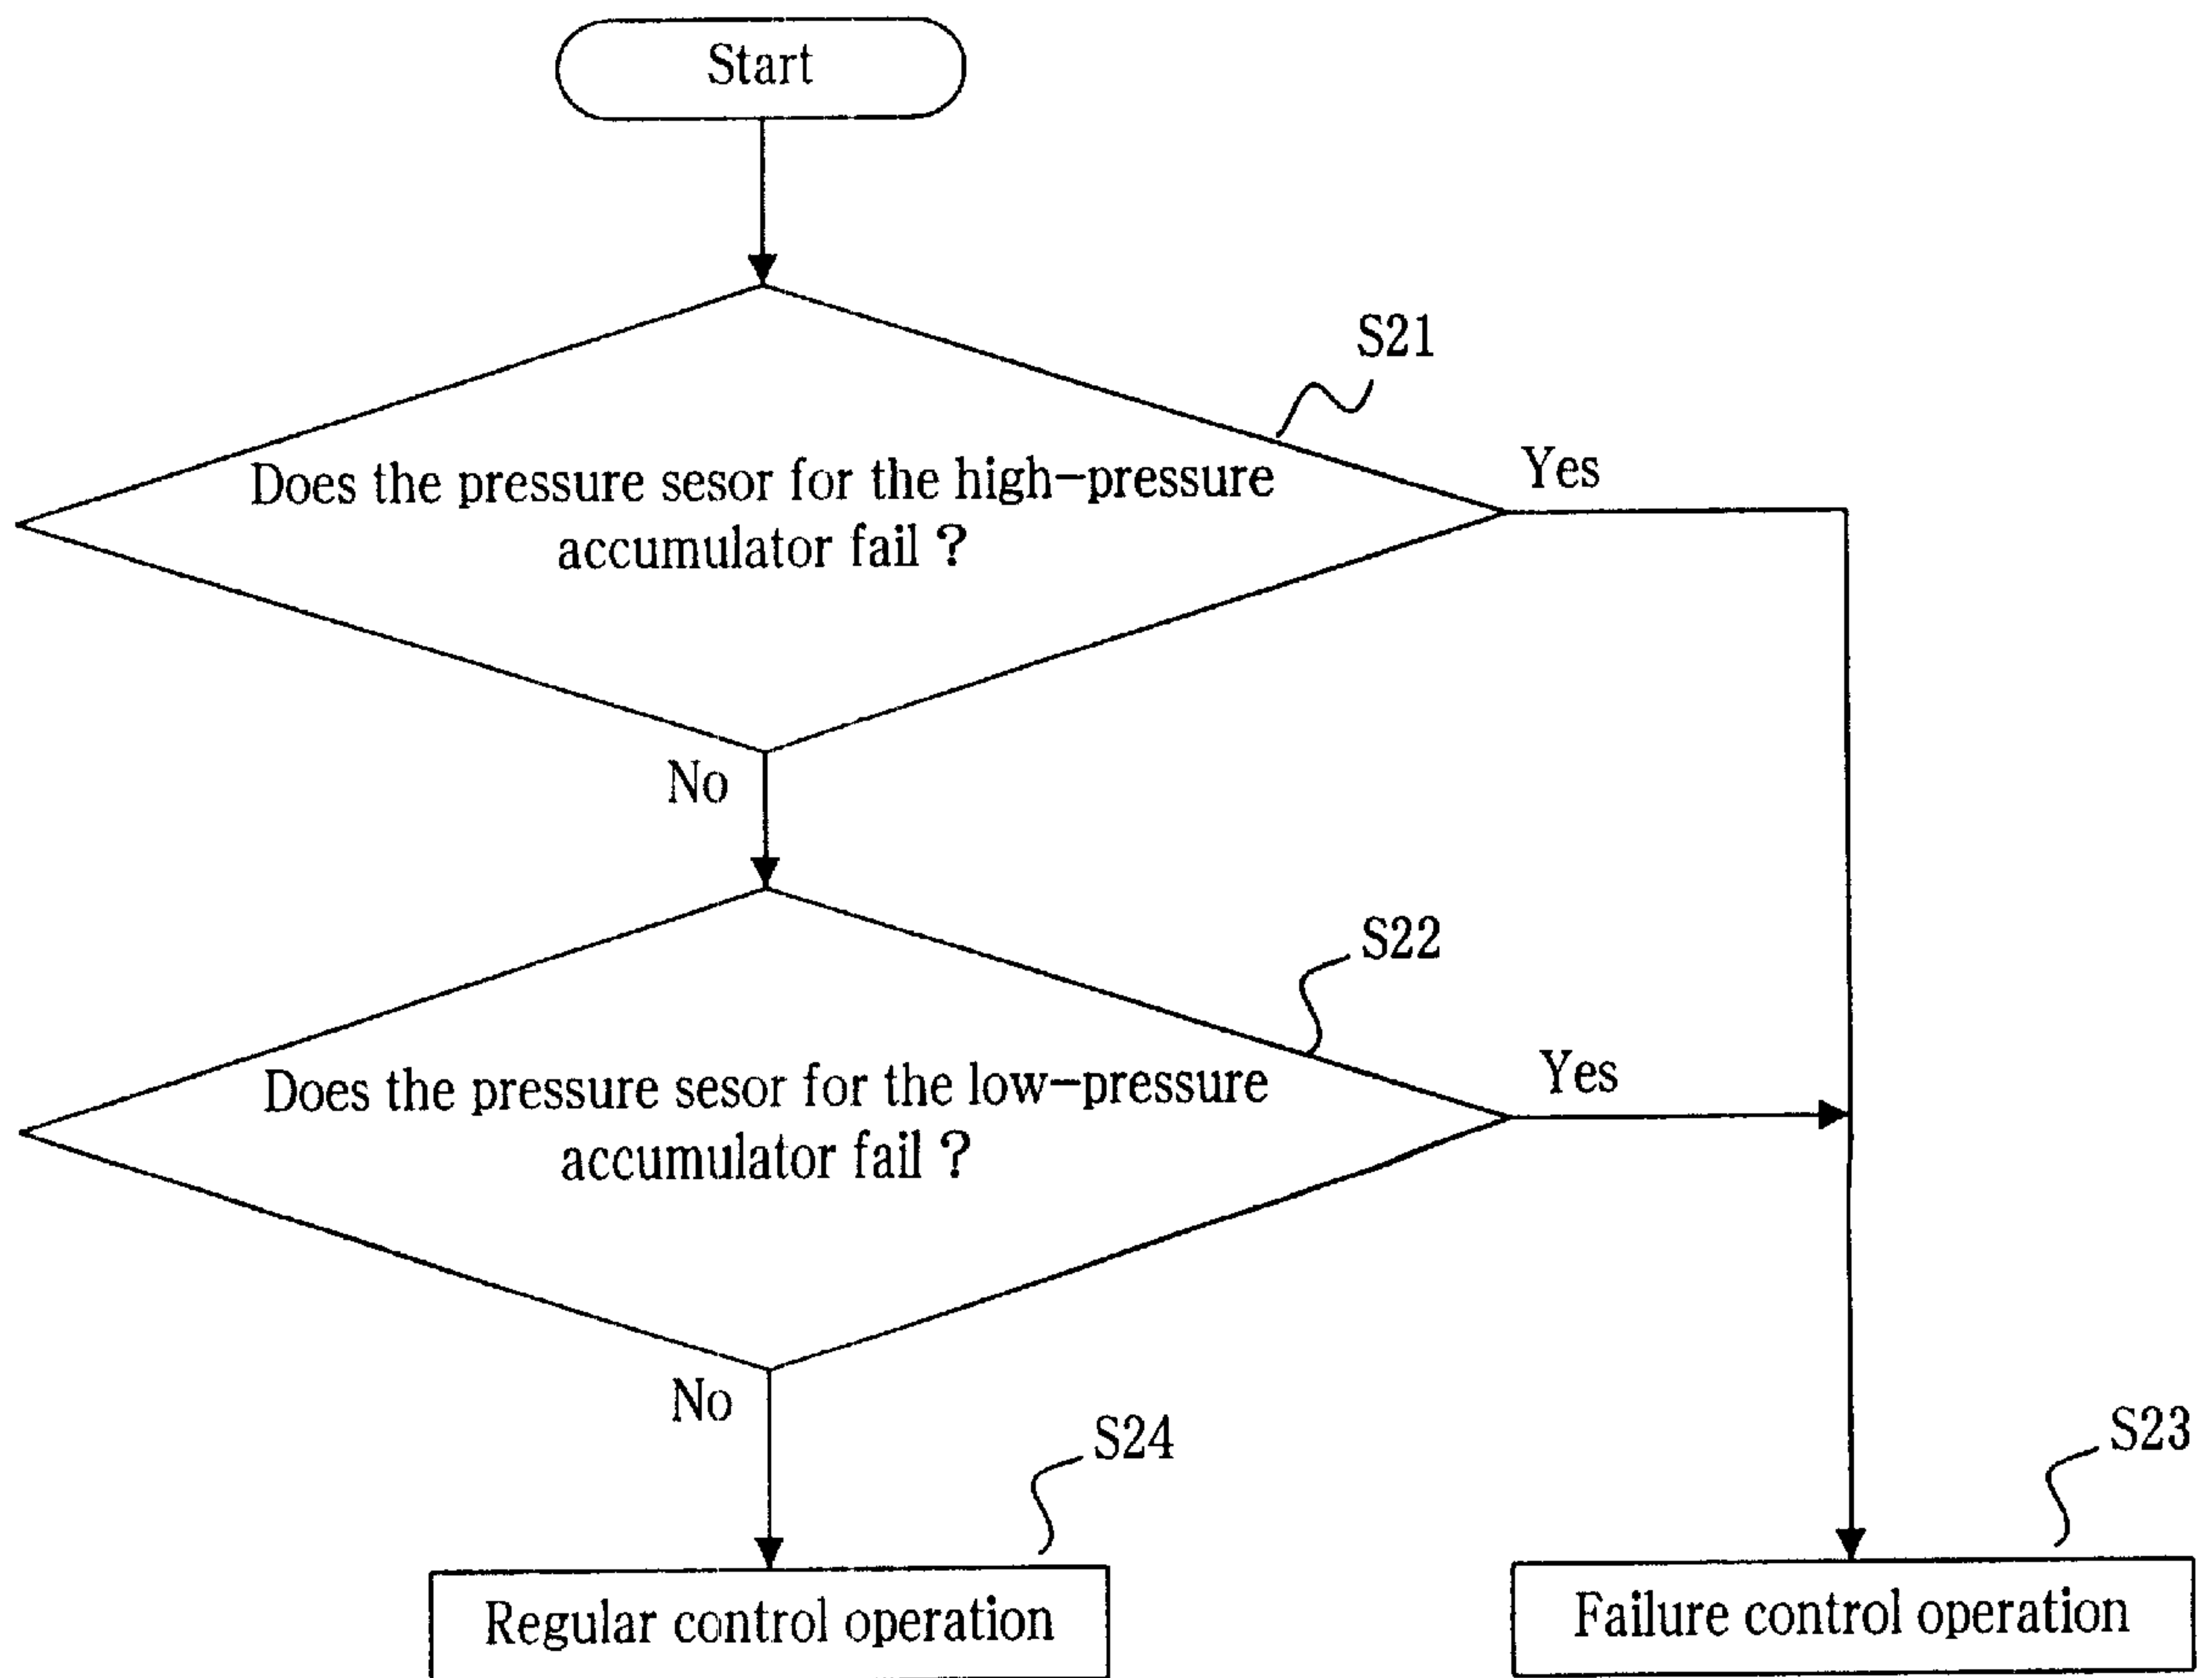 Start
S21
Does the pressure sesor for the high-pressure
accumulator fail ?
Yes
No
S22
Does the pressure sesor for the low-pressure
accumulator fail ?
Yes
No
S24
S23
Regular control operation
Failure control operation